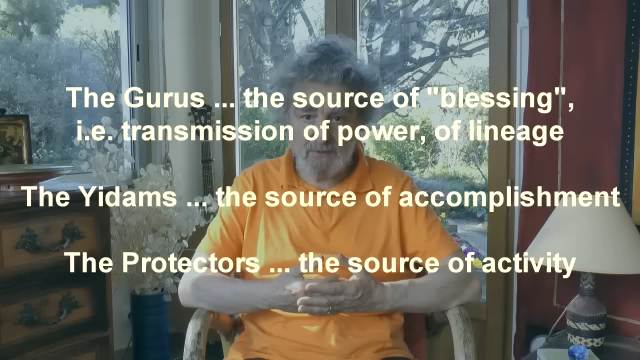 The Gurus ... the source of "blessing",
i.e. transmission of power, of lineage
The Yidams ... the source of accomplishment
The Protectors ... the source of activity